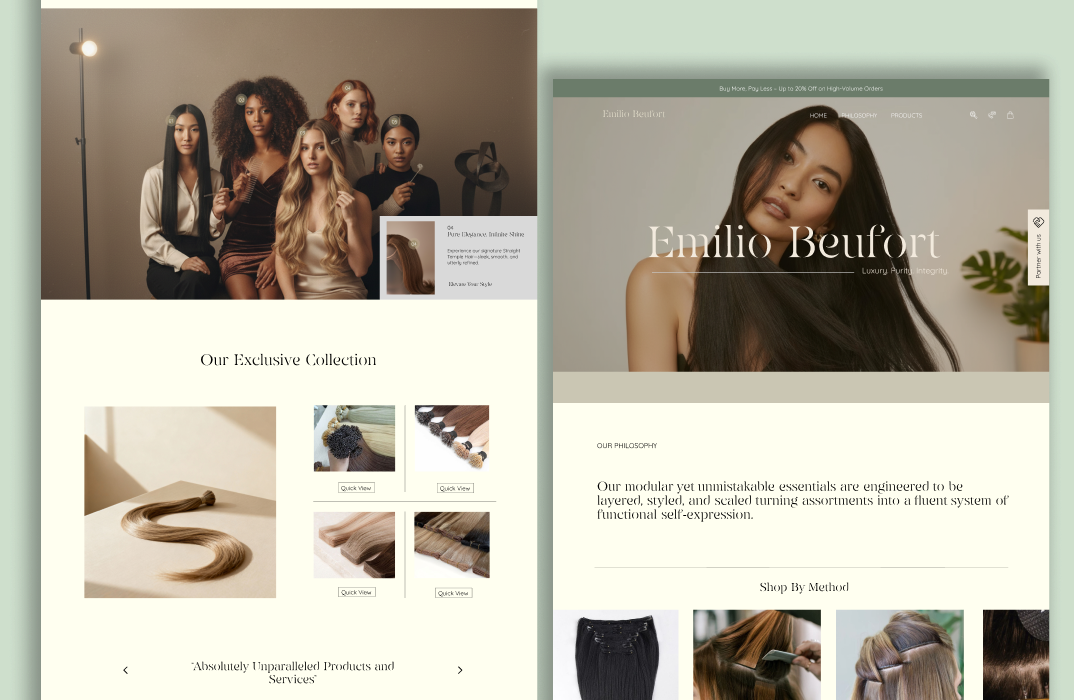 04
Pure Elegance, Infinite Shine
Experience our signature Straight
Temple Hair - sleek, smooth, and
utterly refined.
Elevate Your Style
Our Exclusive Collection
Quick View
Quick View
Quick View
Quick View
"Absolutely Unparalleled Products and
Services"
Buy More, Pay Less – Up to 20% Off on High-Volume Orders
Emilio Beufort
HOME
PHILOSOPHY
PRODUCTS
Emilio Beufort
Luxury. Purity. Integrity.
Partner with us
OUR PHILOSOPHY
Our modular yet unmistakable essentials are engineered to be
layered, styled, and scaled turning assortments into a fluent system of
functional self-expression.
Shop By Method